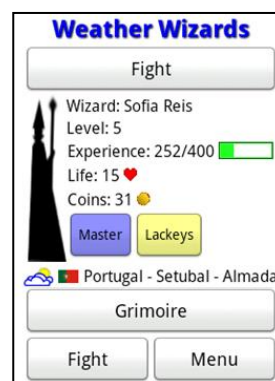 Weather Wizards
Fight
Wizard: Sofia Reis
Level: 5
Experience: 252/400
Life: 15
Coins: 31
Master Lackeys
Portugal - Setubal - Almada
Grimoire
Fight Menu